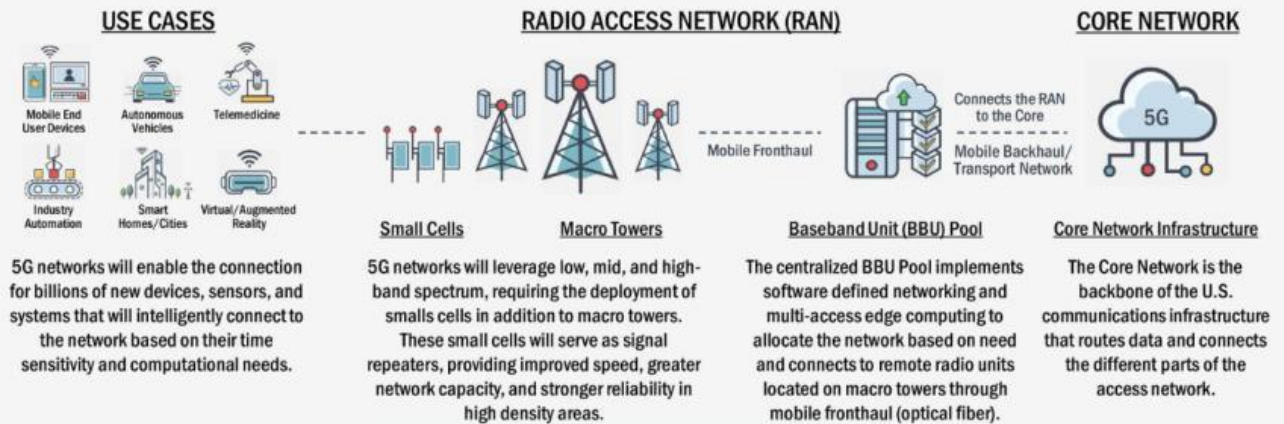 USE CASES
Mobile End
User Devices
Autonomous
Vehicles
Telemedicine
Industry
Automation
Smart
Homes/Cities
Virtual/Augmented
Reality
5G networks will enable the connection
for billions of new devices, sensors, and
systems that will intelligently connect to
the network based on their time
sensitivity and computational needs.
RADIO ACCESS NETWORK (RAN)
Mobile Fronthaul
Connects the RAN
to the Core
Mobile Backhaul/
Transport Network
Small Cells
Macro Towers
5G networks will leverage low, mid, and high-
band spectrum, requiring the deployment of
smalls cells in addition to macro towers.
These small cells will serve as signal
repeaters, providing improved speed, greater
network capacity, and stronger reliability in
high density areas.
Baseband Unit (BBU) Pool
The centralized BBU Pool implements
software defined networking and
multi-access edge computing to
allocate the network based on need
and connects to remote radio units
located on macro towers through
mobile fronthaul (optical fiber).
CORE NETWORK
5G
Core Network Infrastructure
The Core Network is the
backbone of the U.S.
communications infrastructure
that routes data and connects
the different parts of the
access network.